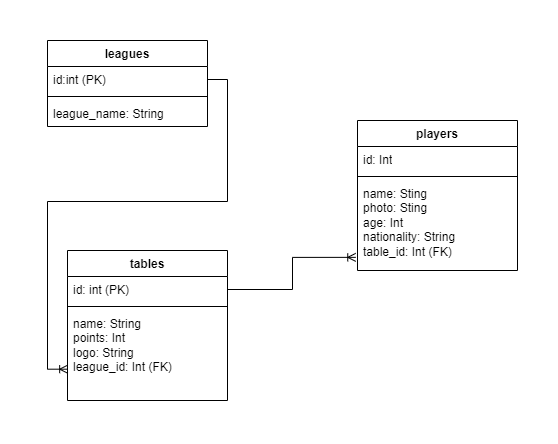 leagues
id:int (PK)
league_name: String
players
id: Int
name: Sting
photo: Sting
age: Int
nationality: String
table_id: Int (FK)
tables
id: int (PK)
name: String
points: Int
logo: String
league_id: Int (FK)